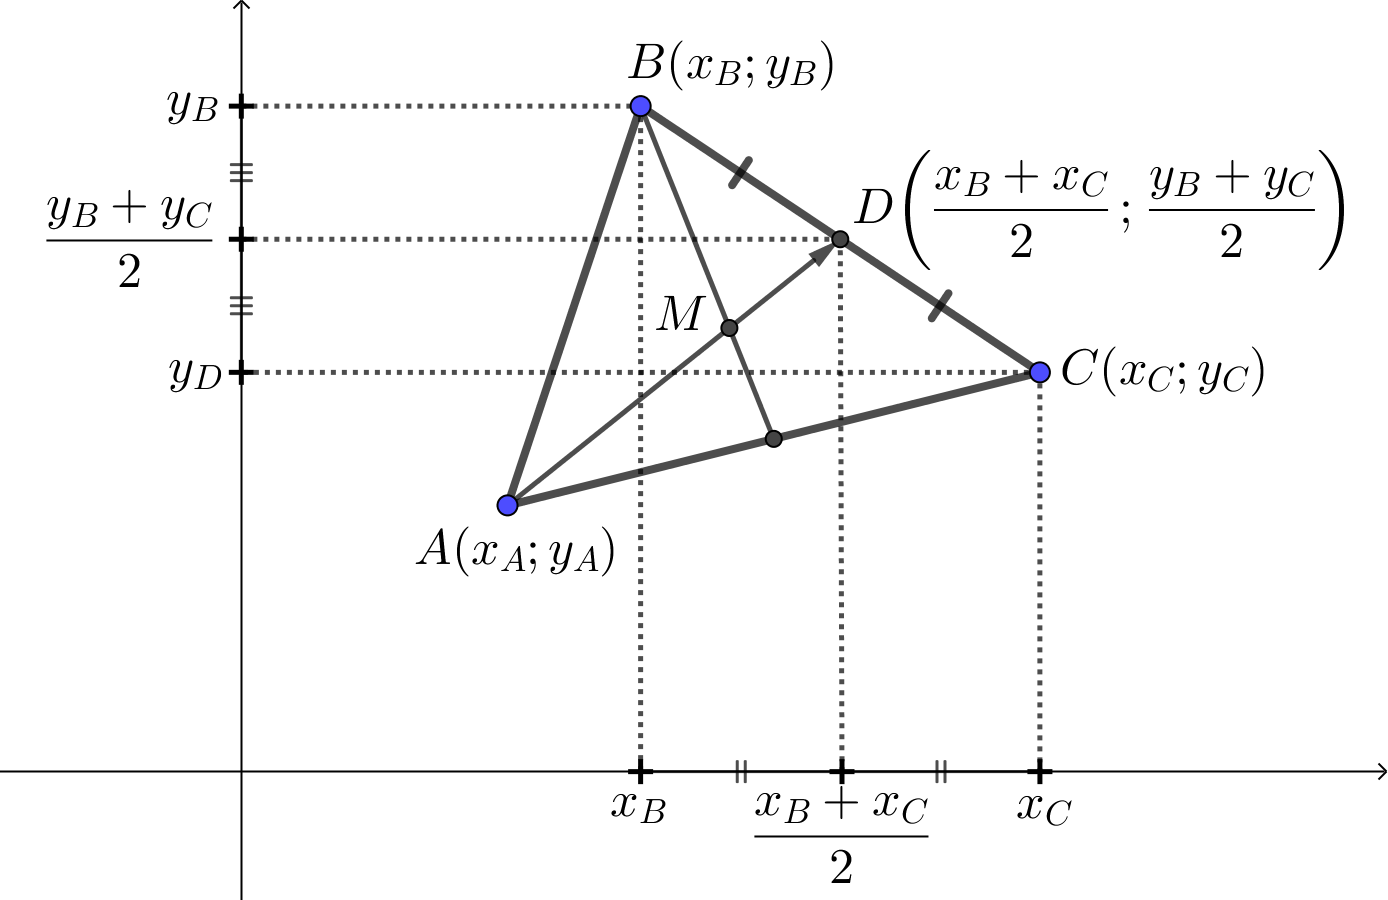 B(x_B; y_B)
y_B
D((x_B + x_C)/2 ; (y_B + y_C)/2)
(y_B + y_C)/2
M
y_D
C(x_C; y_C)
A(x_A; y_A)
x_B
(x_B + x_C)/2
x_C